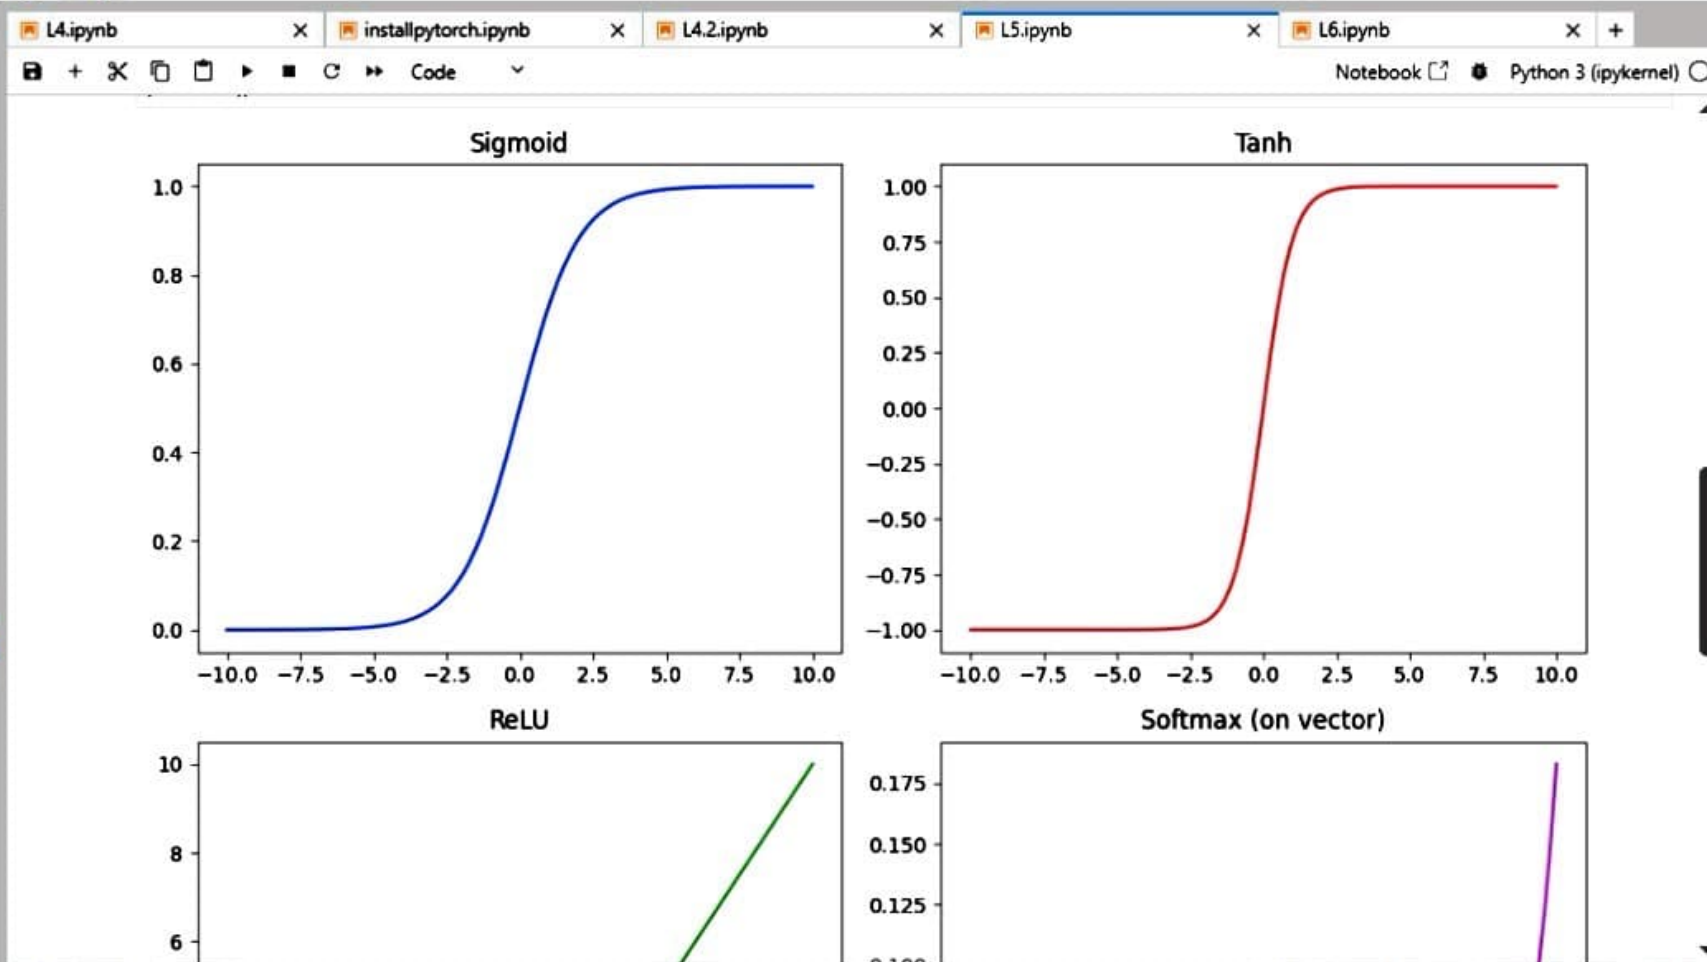 L4.ipynb installpytorch.ipynb L4.2.ipynb L5.ipynb L6.ipynb
Code Notebook Python 3 (ipykernel)
Sigmoid
1.0
0.8
0.6
0.4
0.2
0.0
−10.0 −7.5 −5.0 −2.5 0.0 2.5 5.0 7.5 10.0
Tanh
1.00
0.75
0.50
0.25
0.00
−0.25
−0.50
−0.75
−1.00
−10.0 −7.5 −5.0 −2.5 0.0 2.5 5.0 7.5 10.0
ReLU
10
8
6
Softmax (on vector)
0.175
0.150
0.125